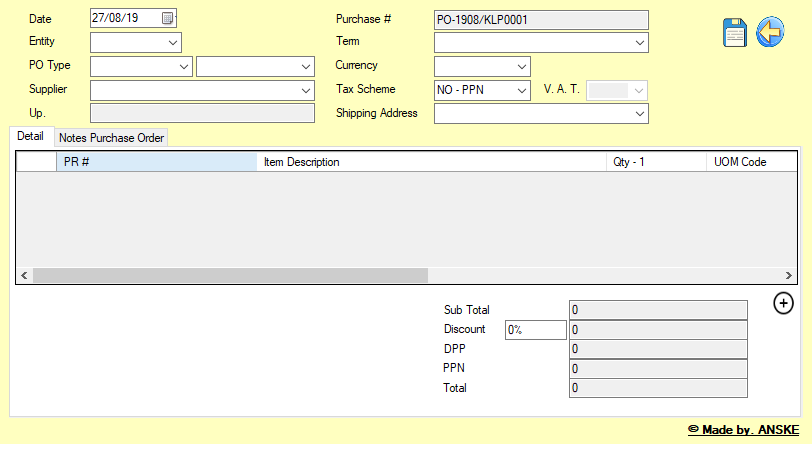 Date 27/08/19 Purchase # PO-1908/KLP0001
Entity Term
PO Type Currency
Supplier Tax Scheme NO - PPN V. A. T.
Up. Shipping Address
Detail Notes Purchase Order
PR # Item Description Qty - 1 UOM Code
Sub Total 0
Discount 0% 0
DPP 0
PPN 0
Total 0
© Made by. ANSKE